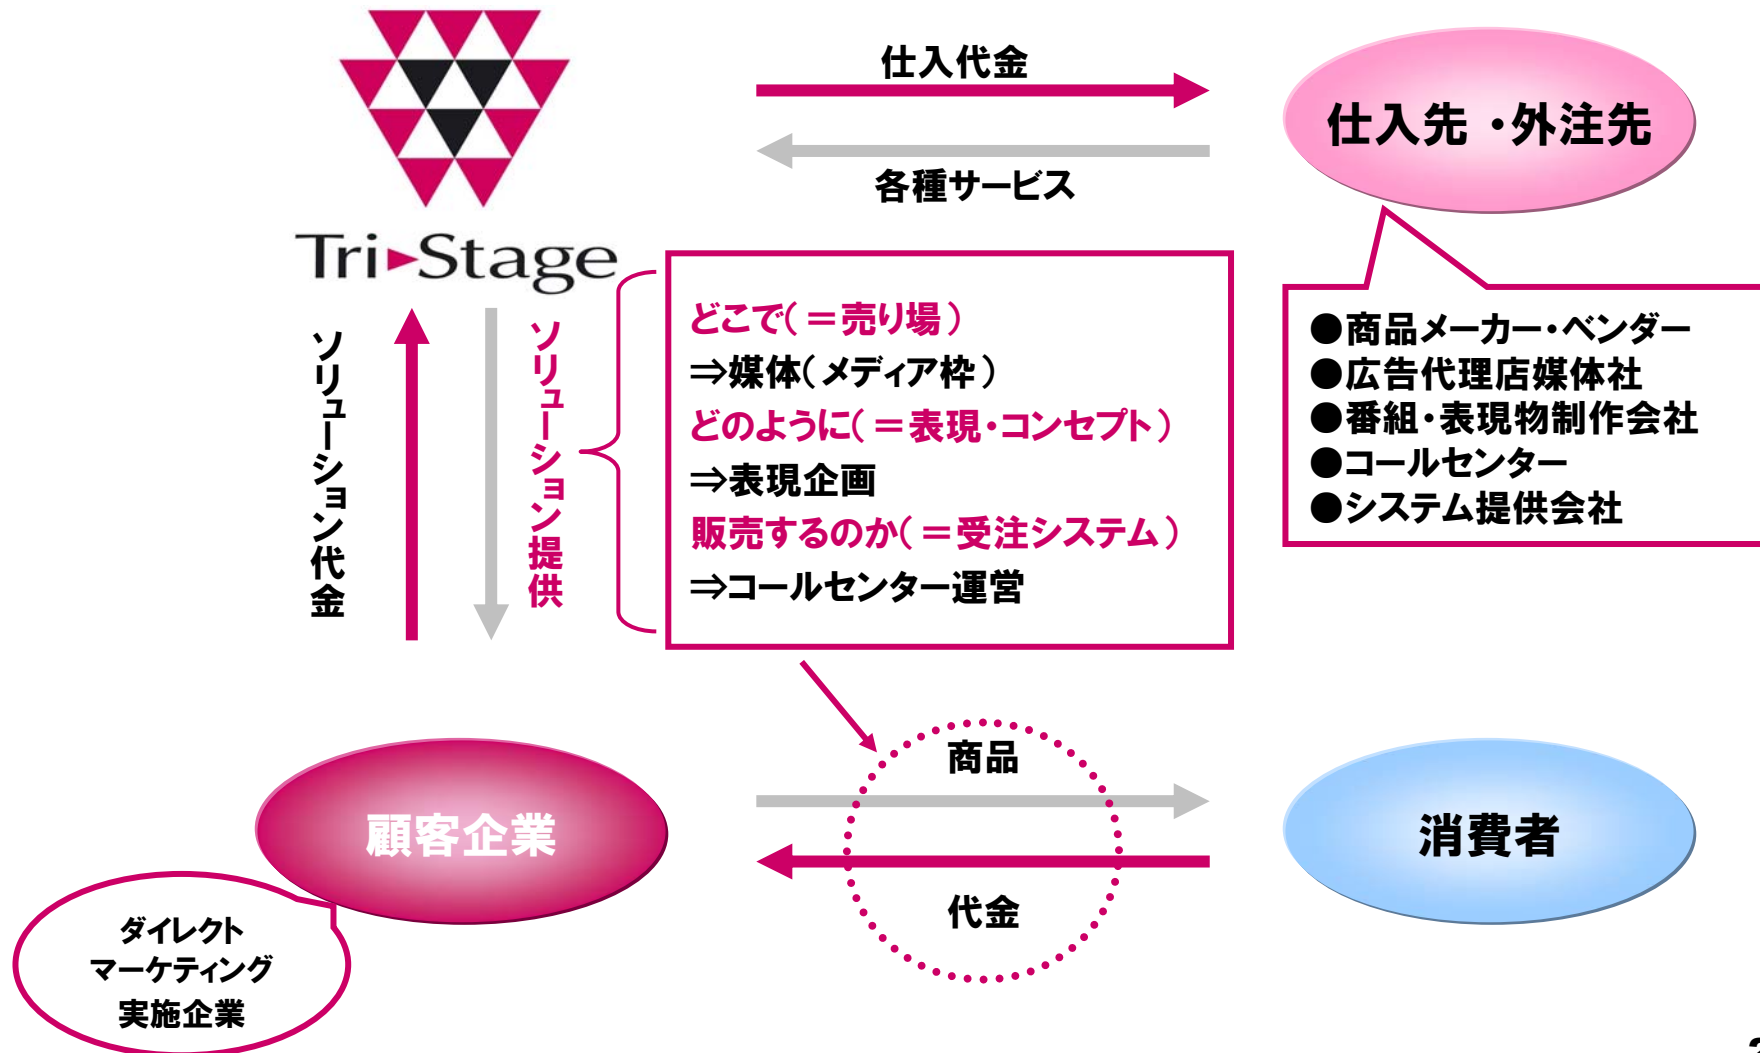 仕入代金
仕入先・外注先
各種サービス
Tri-Stage
どこで(=売り場)
⇒媒体(メディア枠)
どのように(=表現・コンセプト)
⇒表現企画
販売するのか(=受注システム)
⇒コールセンター運営
●商品メーカー・ベンダー
●広告代理店媒体社
●番組・表現物制作会社
●コールセンター
●システム提供会社
ソリューション代金
ソリューション提供
商品
顧客企業
消費者
代金
ダイレクト
マーケティング
実施企業